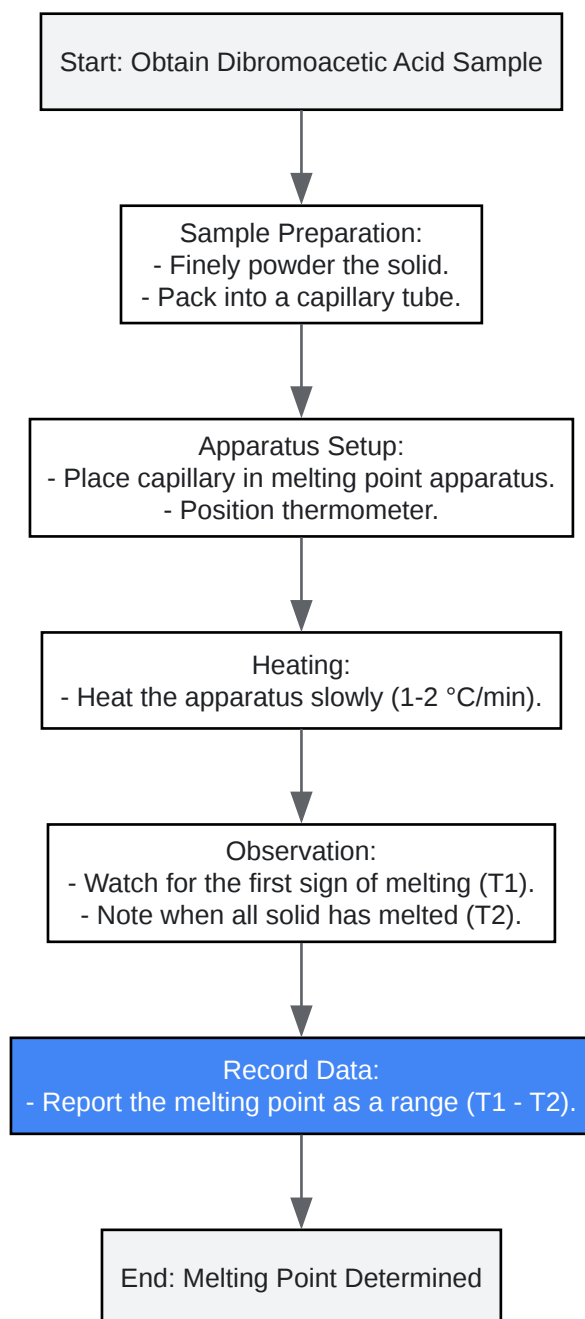 Start: Obtain Dibromoacetic Acid Sample
Sample Preparation:
- Finely powder the solid.
- Pack into a capillary tube.
Apparatus Setup:
- Place capillary in melting point apparatus.
- Position thermometer.
Heating:
- Heat the apparatus slowly (1-2 °C/min).
Observation:
- Watch for the first sign of melting (T1).
- Note when all solid has melted (T2).
Record Data:
- Report the melting point as a range (T1 - T2).
End: Melting Point Determined